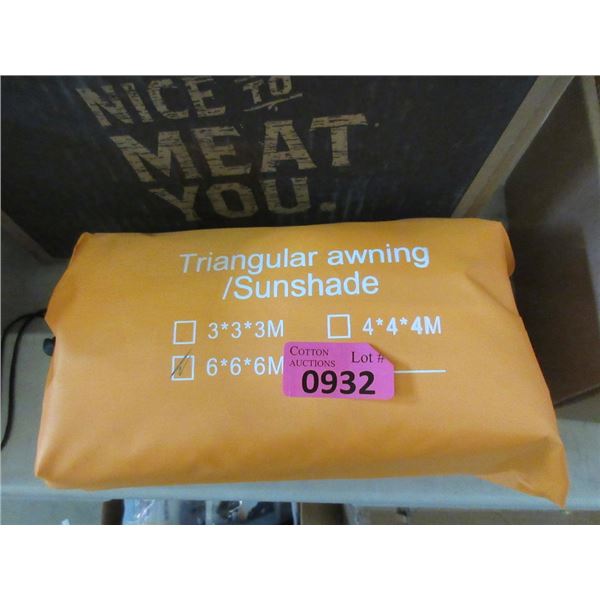 NICE TO
MEAT
YOU.
Triangular awning
/Sunshade
3*3*3M
4*4*4M
6*6*6M
COTTON
AUCTIONS
Lot #
0932